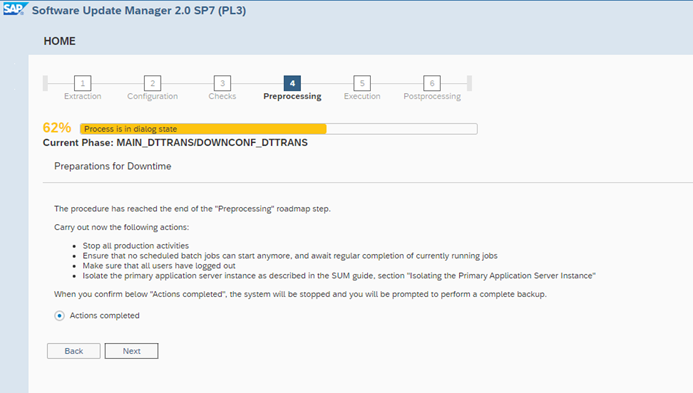 SAP Software Update Manager 2.0 SP7 (PL3)
HOME
1 2 3 4 5 6
Extraction Configuration Checks Preprocessing Execution Postprocessing
62% Process is in dialog state
Current Phase: MAIN_DTTRANS/DOWNCONF_DTTRANS
Preparations for Downtime
The procedure has reached the end of the "Preprocessing" roadmap step.
Carry out now the following actions:
• Stop all production activities
• Ensure that no scheduled batch jobs can start anymore, and await regular completion of currently running jobs
• Make sure that all users have logged out
• Isolate the primary application server instance as described in the SUM guide, section "Isolating the Primary Application Server Instance"
When you confirm below "Actions completed", the system will be stopped and you will be prompted to perform a complete backup.
Actions completed
Back Next